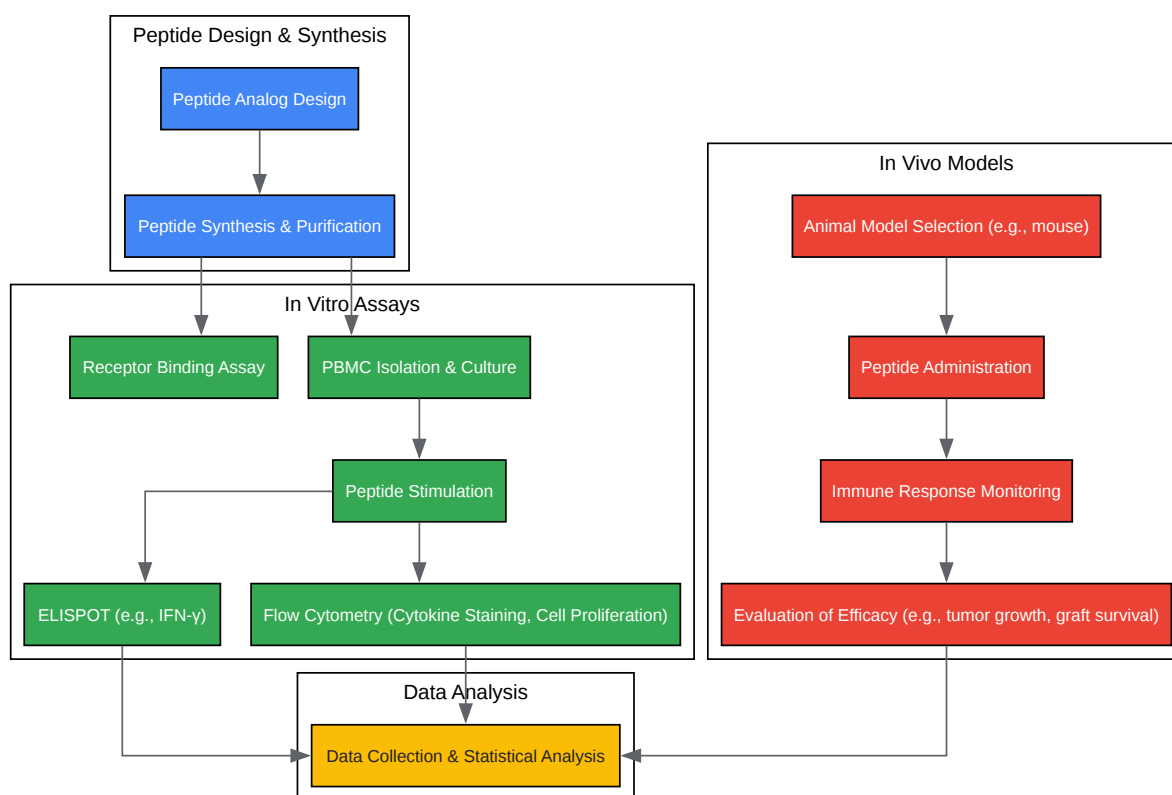 Peptide Design & Synthesis
Peptide Analog Design
Peptide Synthesis & Purification
In Vitro Assays
Receptor Binding Assay
PBMC Isolation & Culture
Peptide Stimulation
ELISPOT (e.g., IFN-γ)
Flow Cytometry (Cytokine Staining, Cell Proliferation)
In Vivo Models
Animal Model Selection (e.g., mouse)
Peptide Administration
Immune Response Monitoring
Evaluation of Efficacy (e.g., tumor growth, graft survival)
Data Analysis
Data Collection & Statistical Analysis